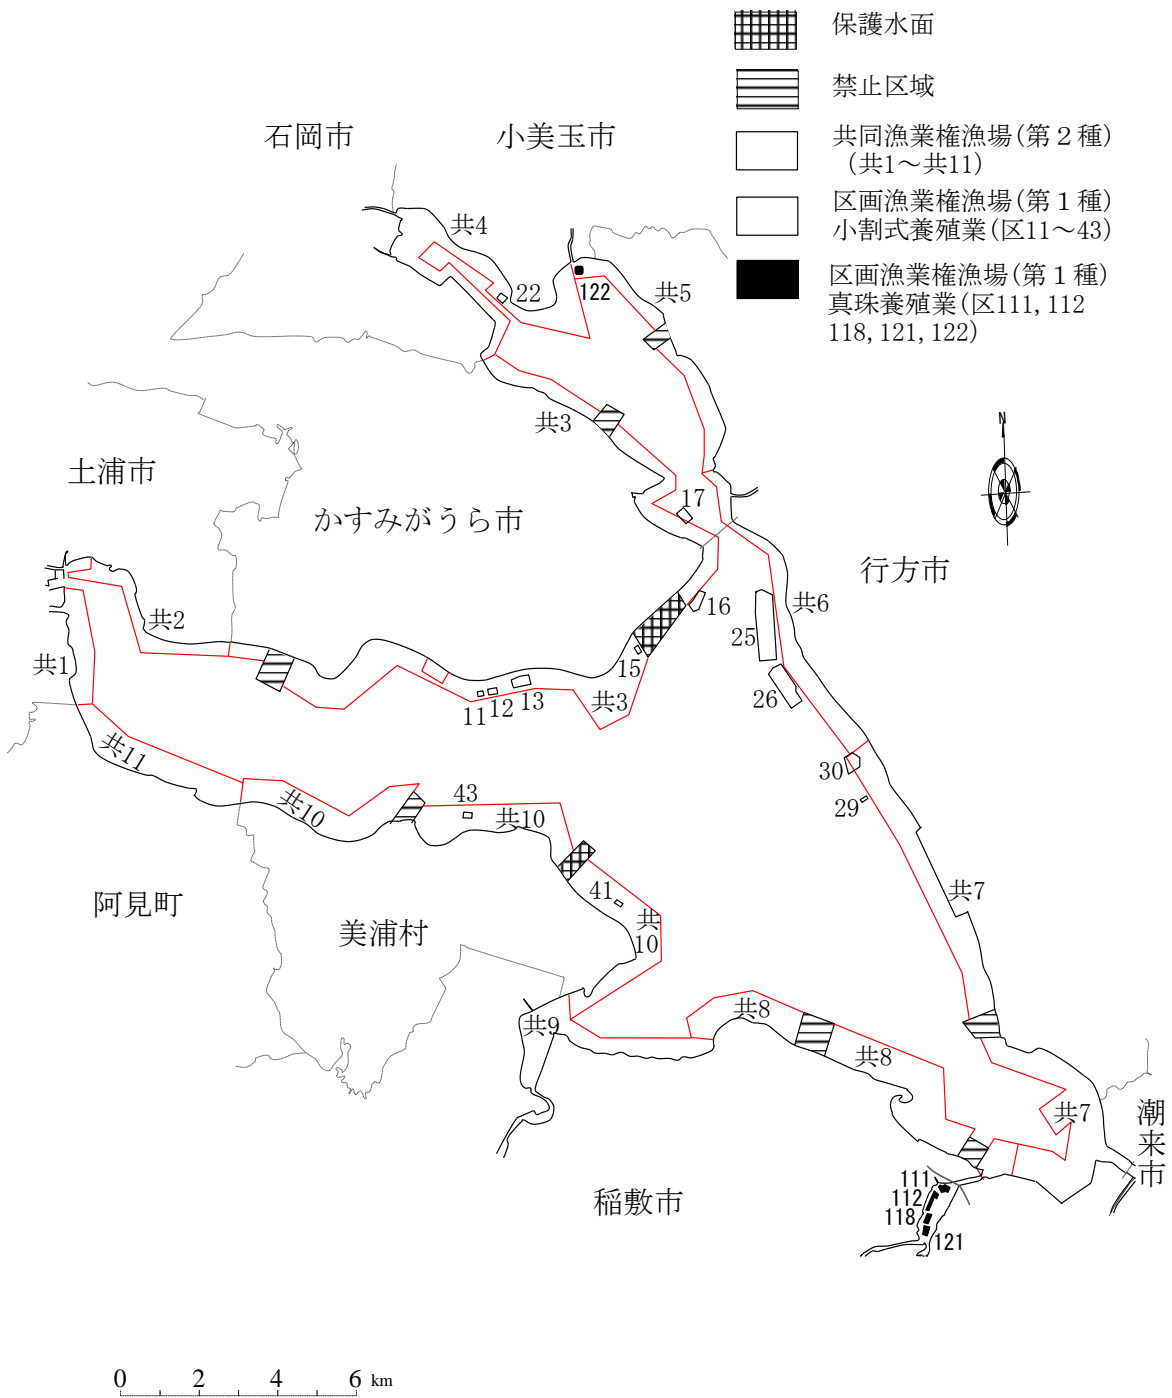 保護水面
禁止区域
共同漁業権漁場(第２種)
(共1～共11)
区画漁業権漁場(第１種)
小割式養殖業(区11～43)
区画漁業権漁場(第１種)
真珠養殖業(区111, 112
118, 121, 122)
石岡市
小美玉市
共4
22
122
共5
共3
N
土浦市
かすみがうら市
17
行方市
共2
16
共6
25
共1
15
26
11
12
13
共3
共11
30
29
43
共10
共10
阿見町
41
共7
共
10
美浦村
共9
共8
共8
共7
潮来市
111
112
118
121
稲敷市
0 2 4 6 km